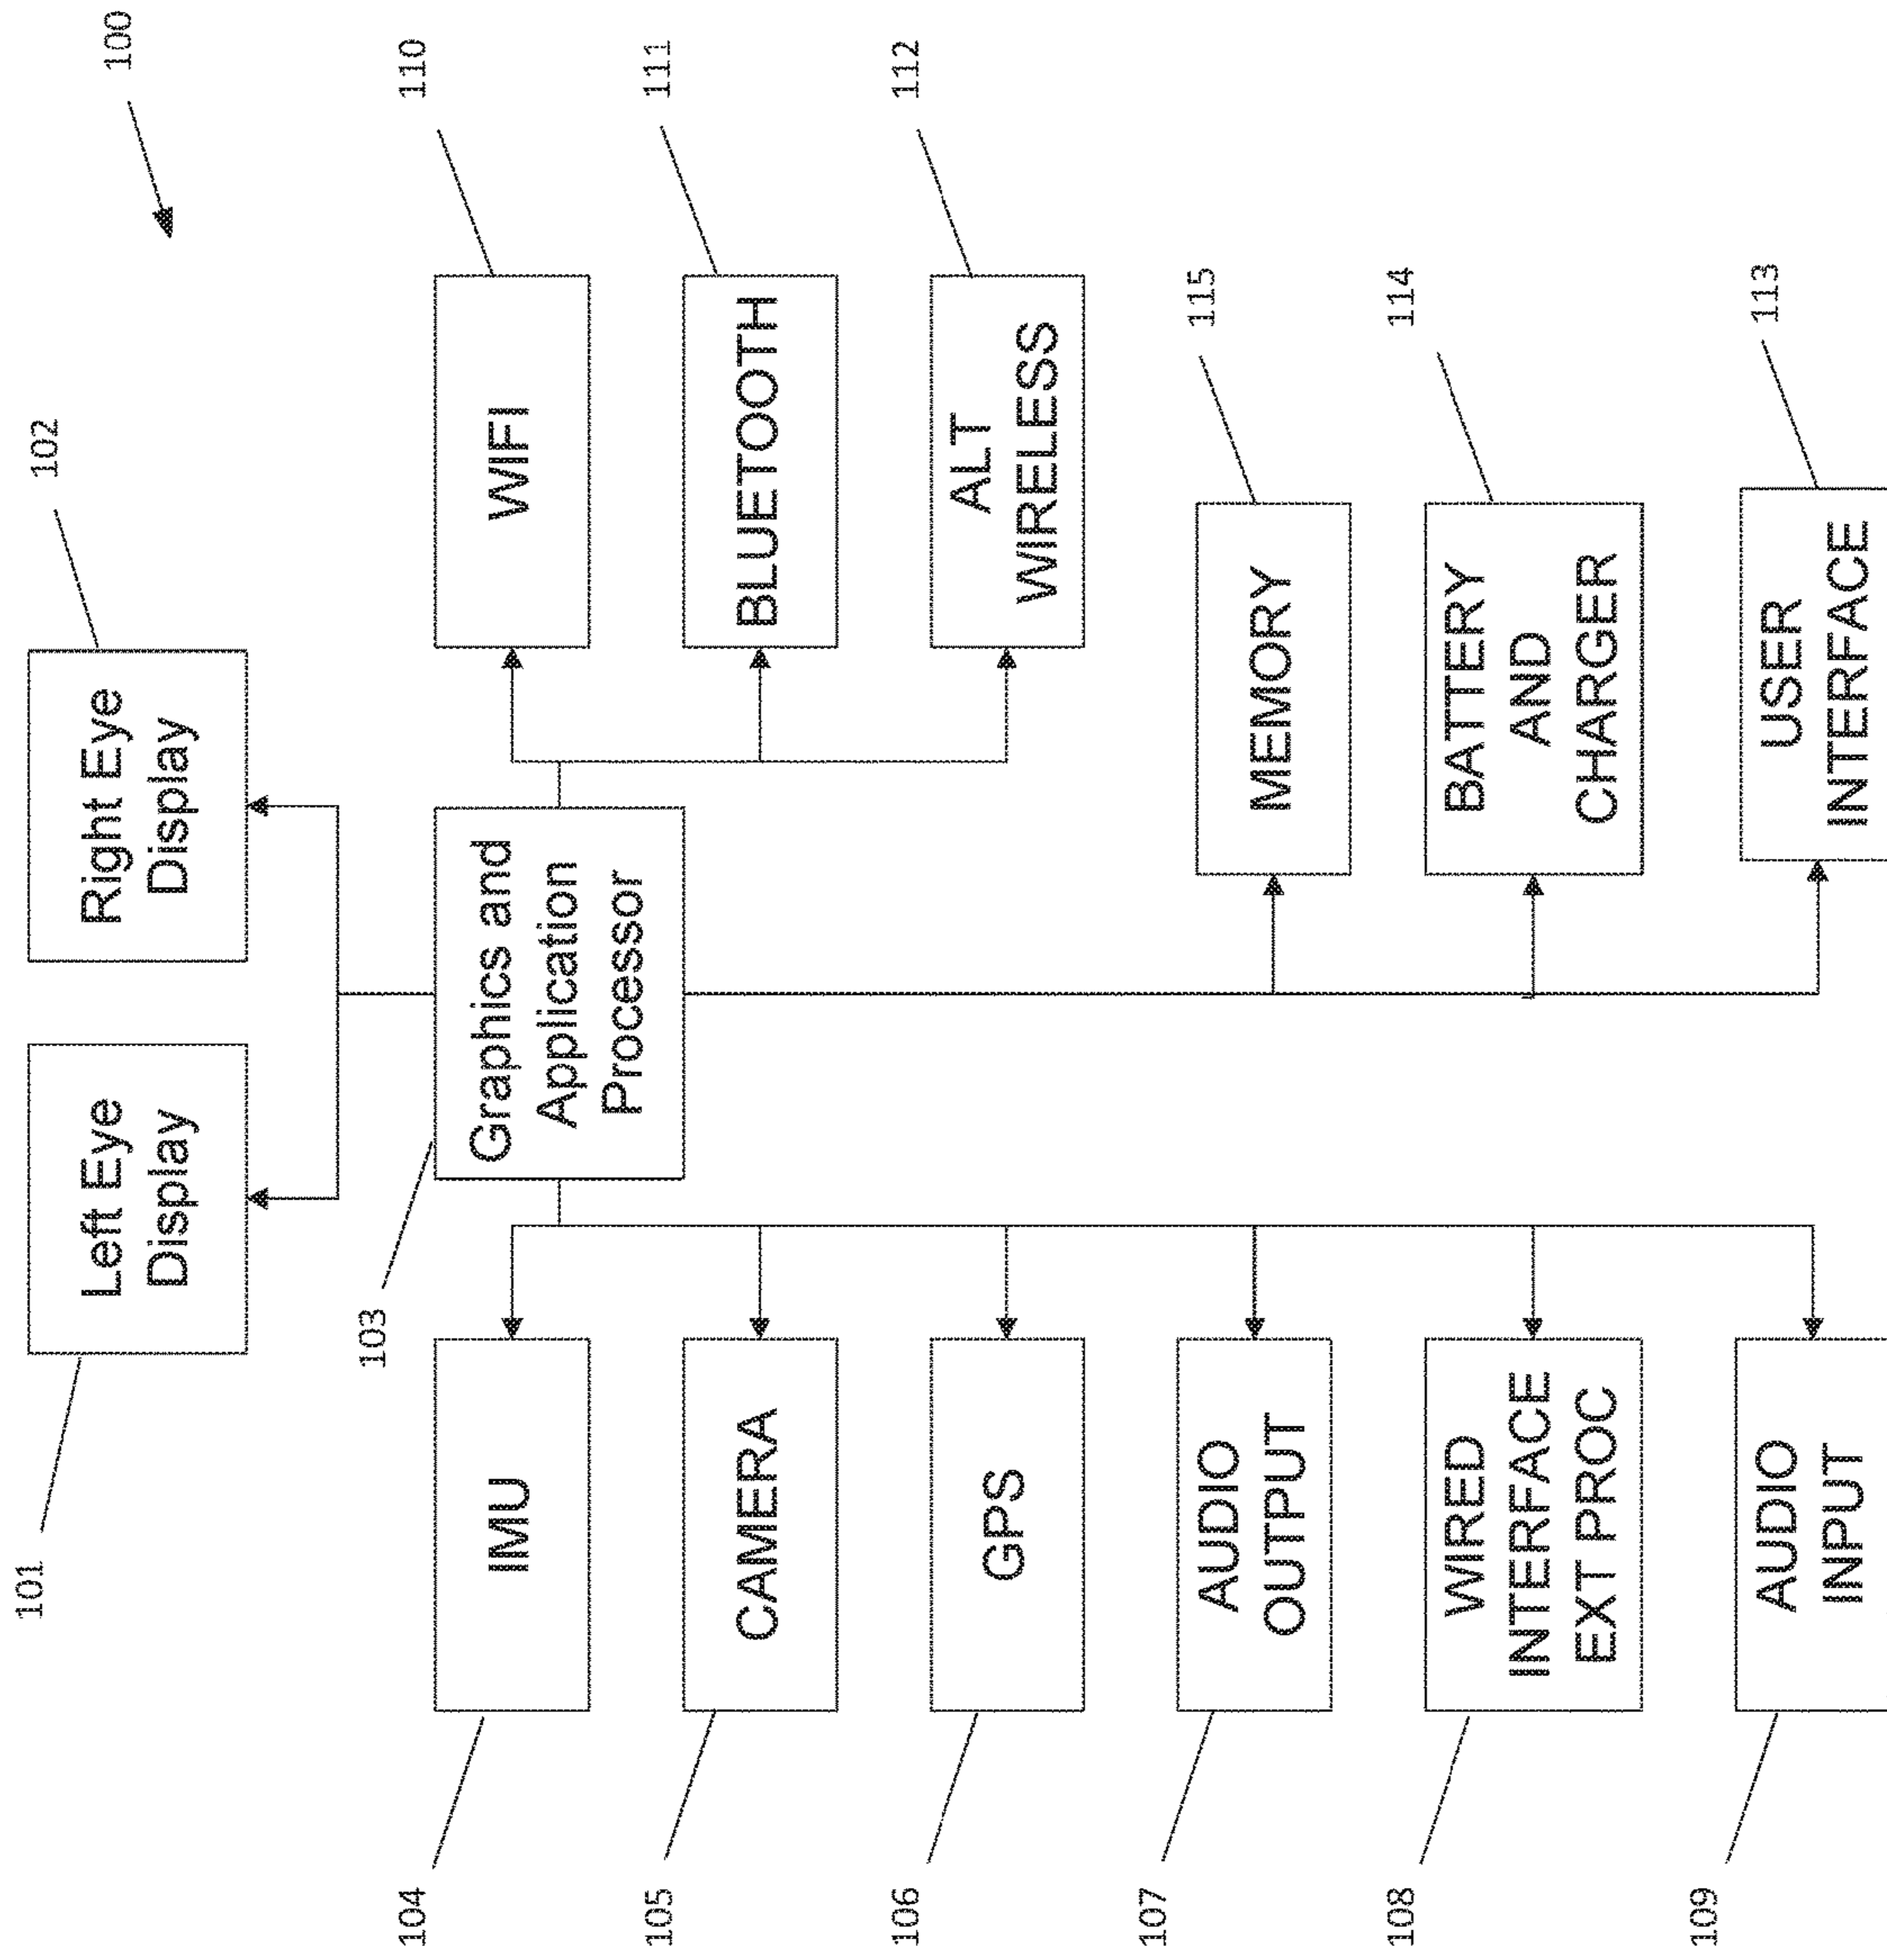 100
101
Left Eye
Display
102
Right Eye
Display
103
Graphics and
Application
Processor
104
IMU
105
CAMERA
106
GPS
107
AUDIO
OUTPUT
108
WIRED
INTERFACE
EXT PROC
109
AUDIO
INPUT
110
WIFI
111
BLUETOOTH
112
ALT
WIRELESS
115
MEMORY
114
BATTERY
AND
CHARGER
113
USER
INTERFACE